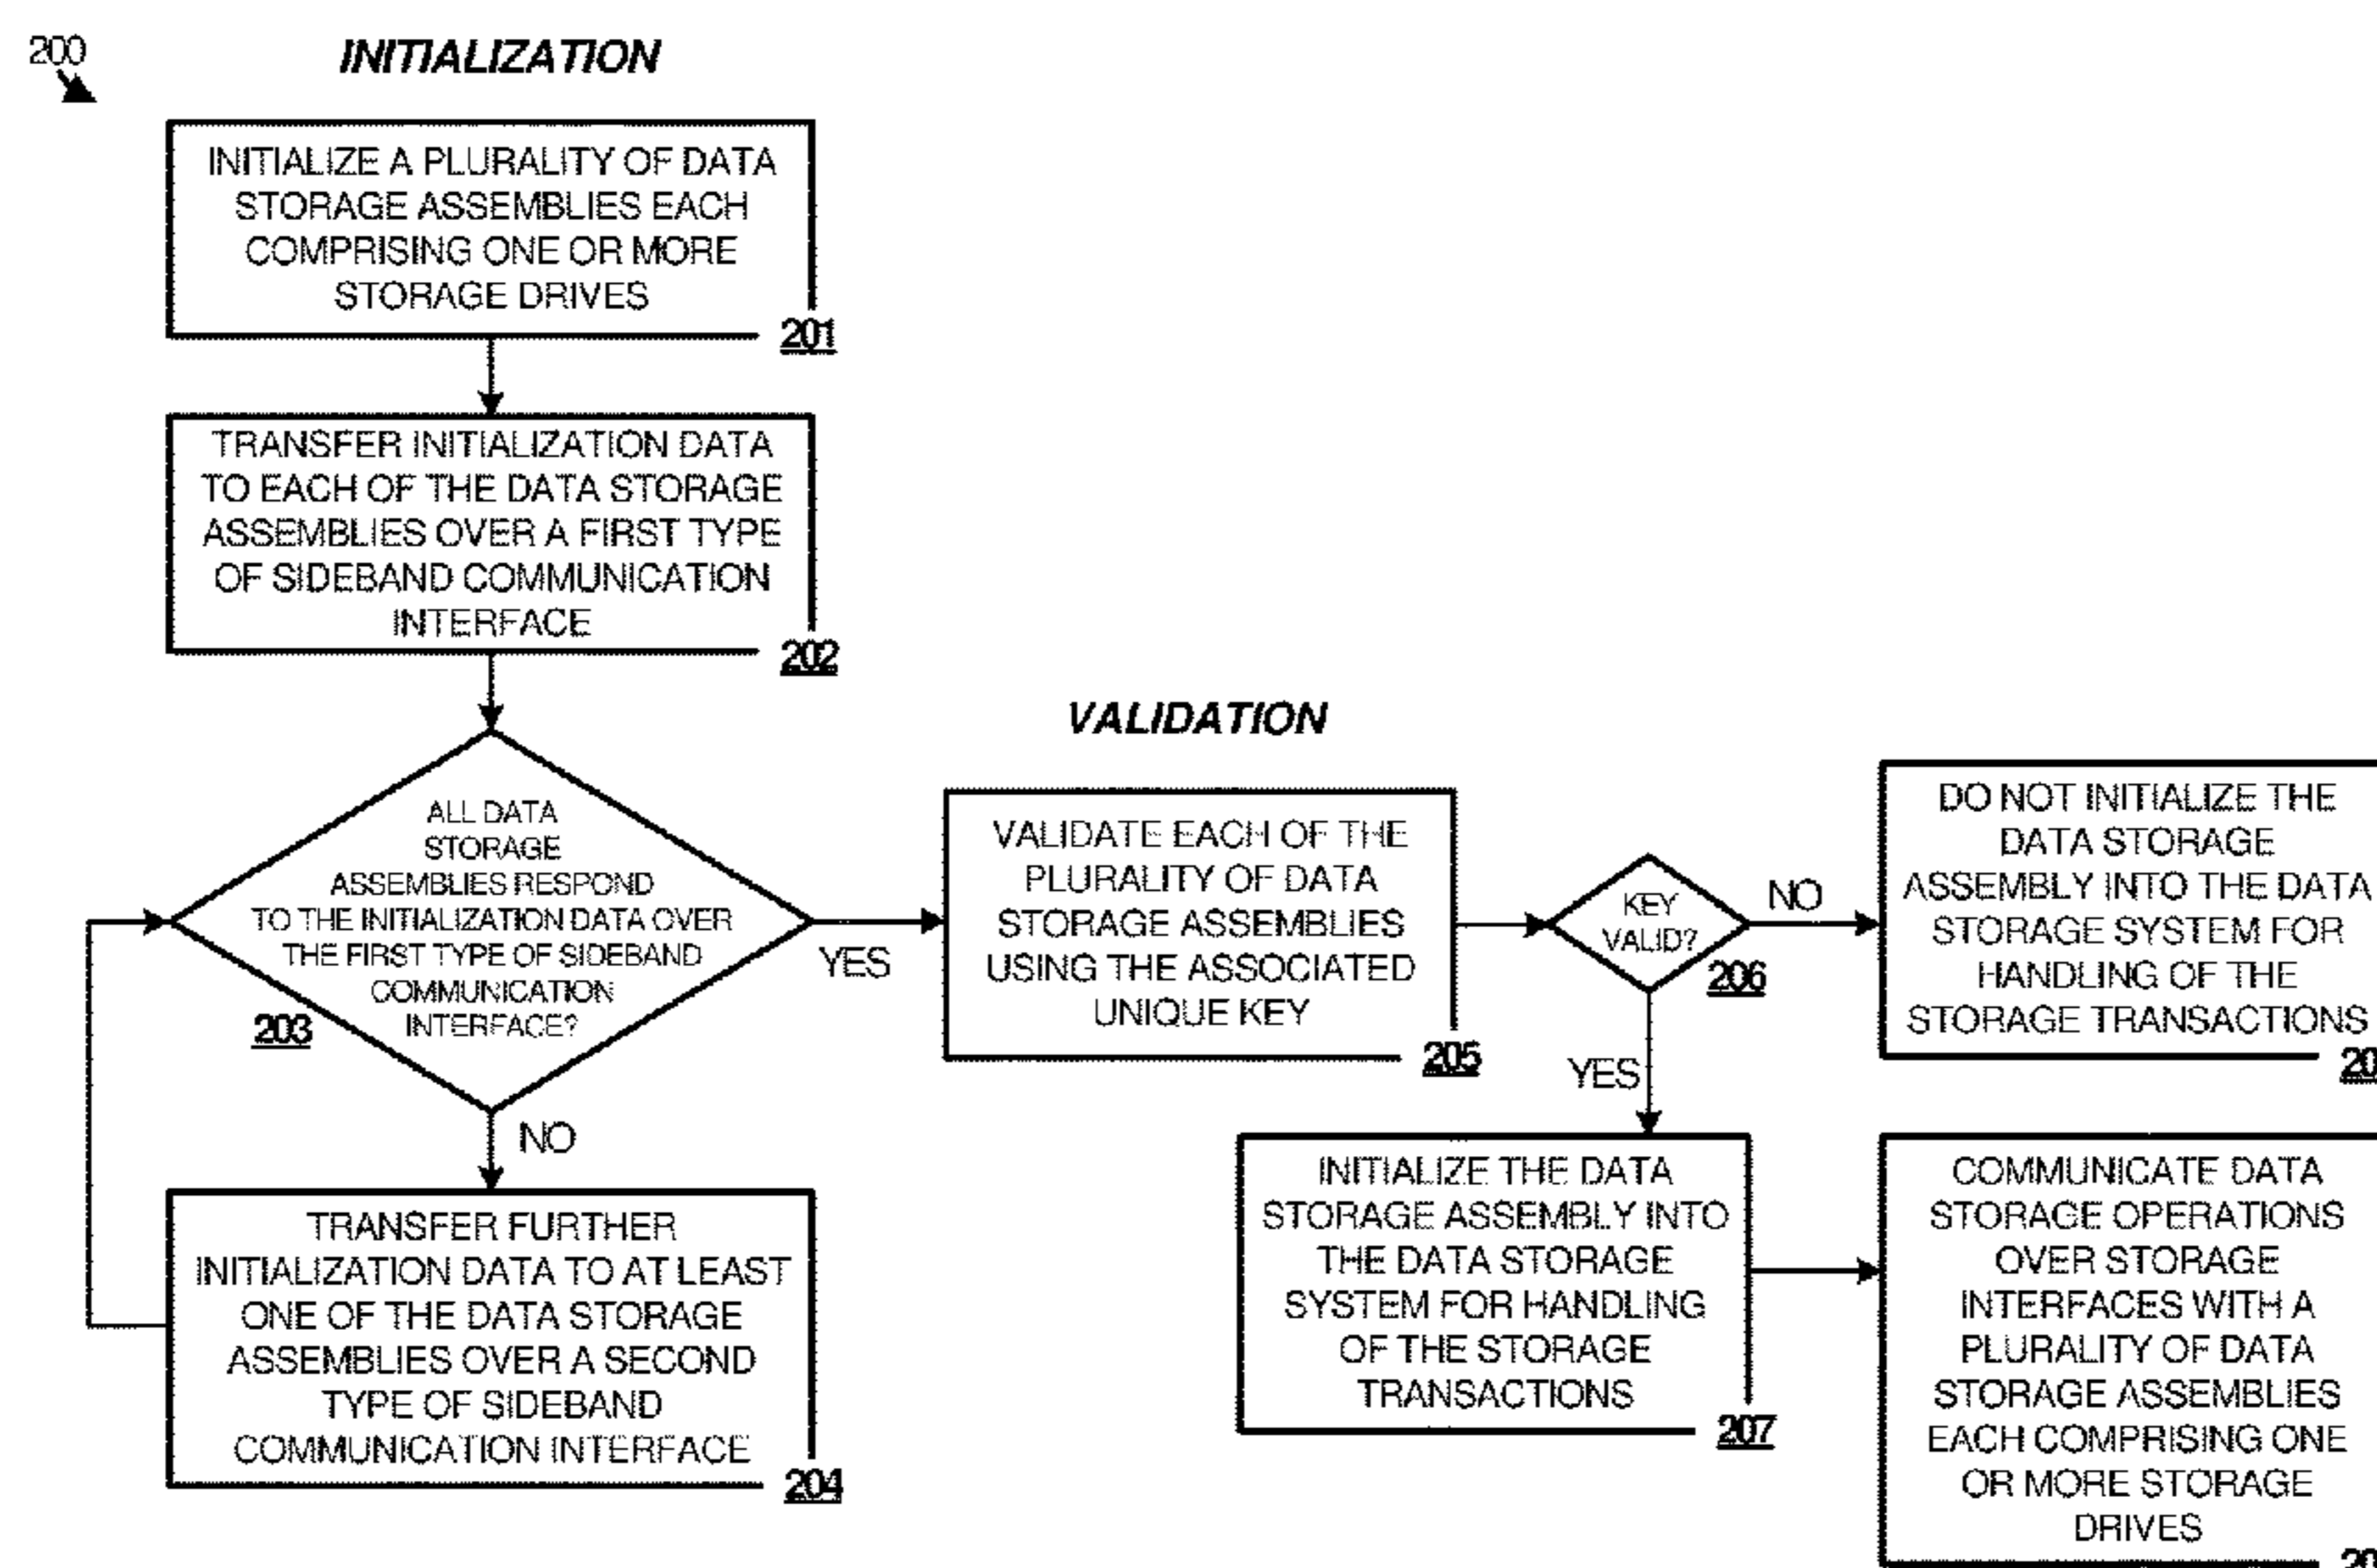 200
INITIALIZATION
INITIALIZE A PLURALITY OF DATA
STORAGE ASSEMBLIES EACH
COMPRISING ONE OR MORE
STORAGE DRIVES
201
TRANSFER INITIALIZATION DATA
TO EACH OF THE DATA STORAGE
ASSEMBLIES OVER A FIRST TYPE
OF SIDEBAND COMMUNICATION
INTERFACE
202
ALL DATA
STORAGE
ASSEMBLIES RESPOND
TO THE INITIALIZATION DATA OVER
THE FIRST TYPE OF SIDEBAND
COMMUNICATION
INTERFACE?
203
YES
NO
TRANSFER FURTHER
INITIALIZATION DATA TO AT LEAST
ONE OF THE DATA STORAGE
ASSEMBLIES OVER A SECOND
TYPE OF SIDEBAND
COMMUNICATION INTERFACE
204
VALIDATION
VALIDATE EACH OF THE
PLURALITY OF DATA
STORAGE ASSEMBLIES
USING THE ASSOCIATED
UNIQUE KEY
205
KEY
VALID?
206
NO
YES
DO NOT INITIALIZE THE
DATA STORAGE
ASSEMBLY INTO THE DATA
STORAGE SYSTEM FOR
HANDLING OF THE
STORAGE TRANSACTIONS
INITIALIZE THE DATA
STORAGE ASSEMBLY INTO
THE DATA STORAGE
SYSTEM FOR HANDLING
OF THE STORAGE
TRANSACTIONS
207
COMMUNICATE DATA
STORAGE OPERATIONS
OVER STORAGE
INTERFACES WITH A
PLURALITY OF DATA
STORAGE ASSEMBLIES
EACH COMPRISING ONE
OR MORE STORAGE
DRIVES